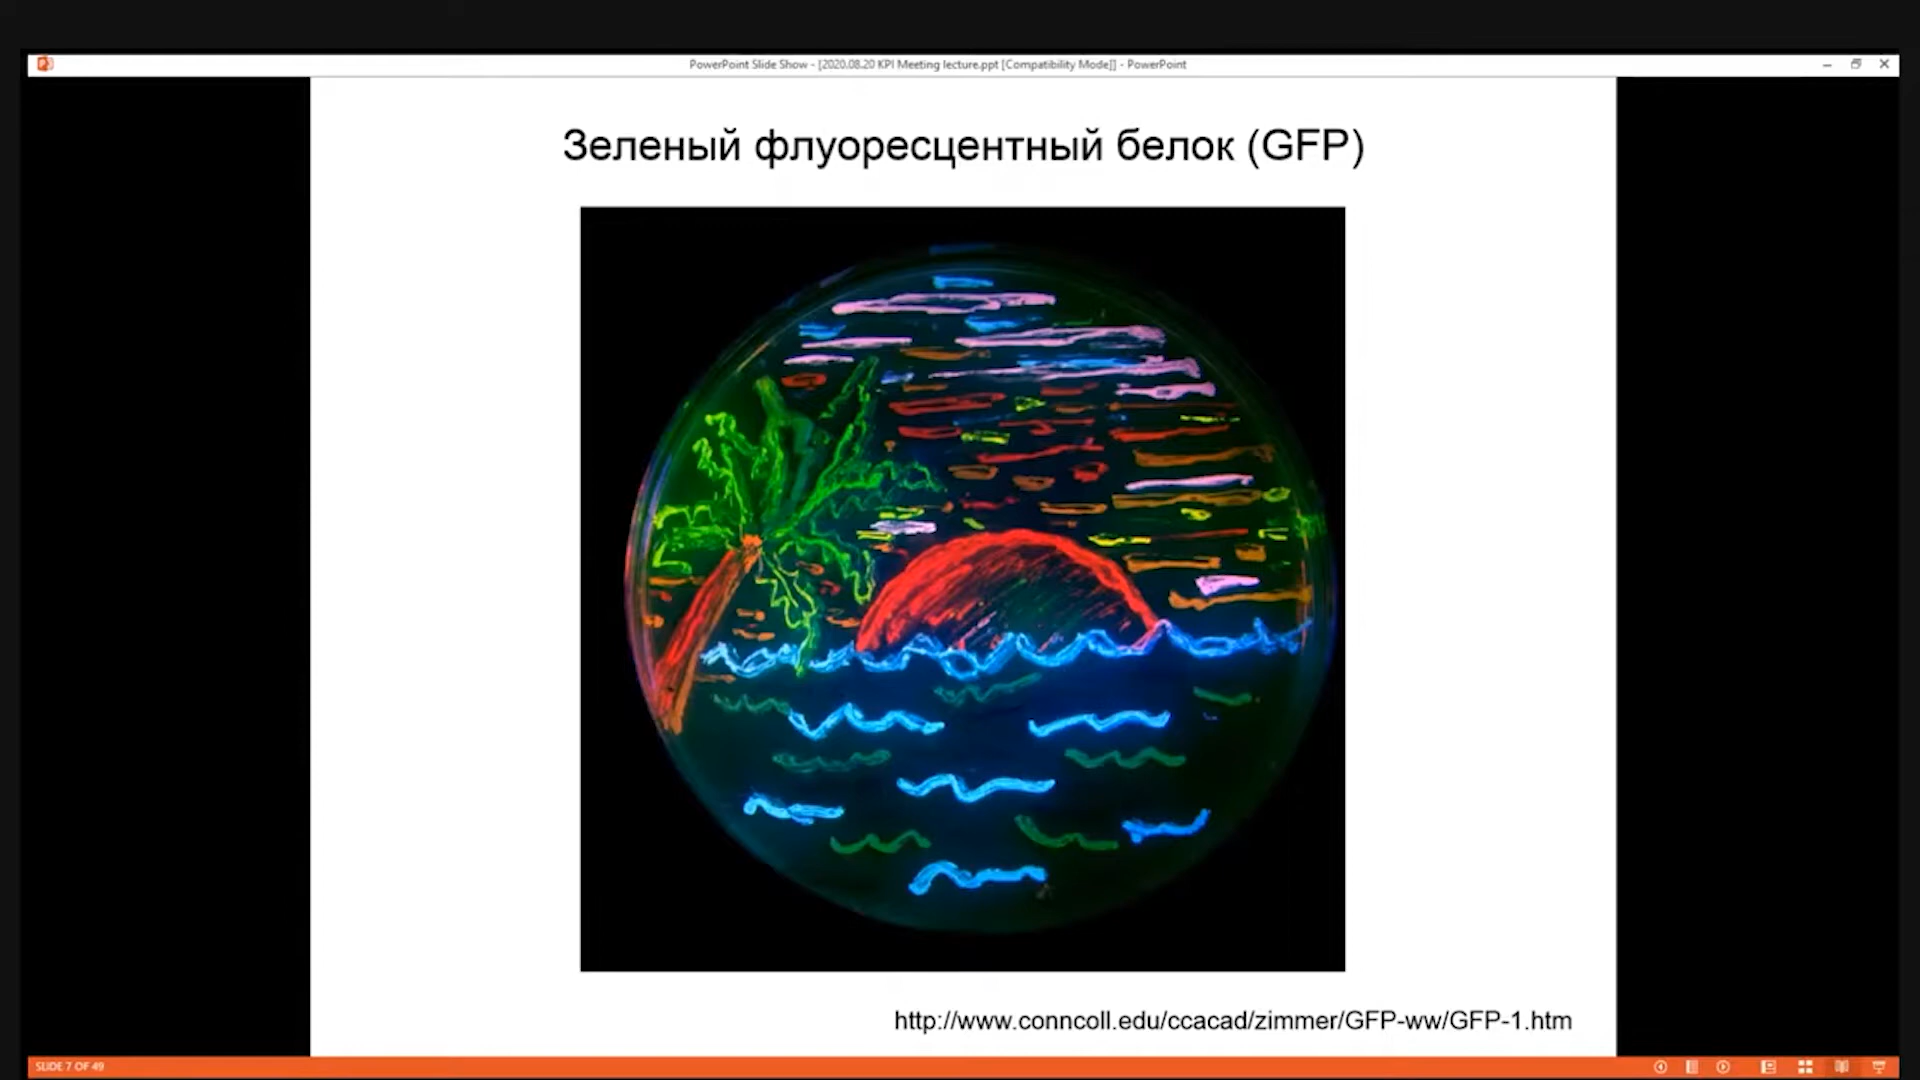 PowerPoint Slide Show - [2020.08.20 KPI Meeting lecture.ppt [Compatibility Mode]] - PowerPoint
Зеленый флуоресцентный белок (GFP)
http://www.conncoll.edu/ccacad/zimmer/GFP-ww/GFP-1.htm
SLIDE 7 OF 49